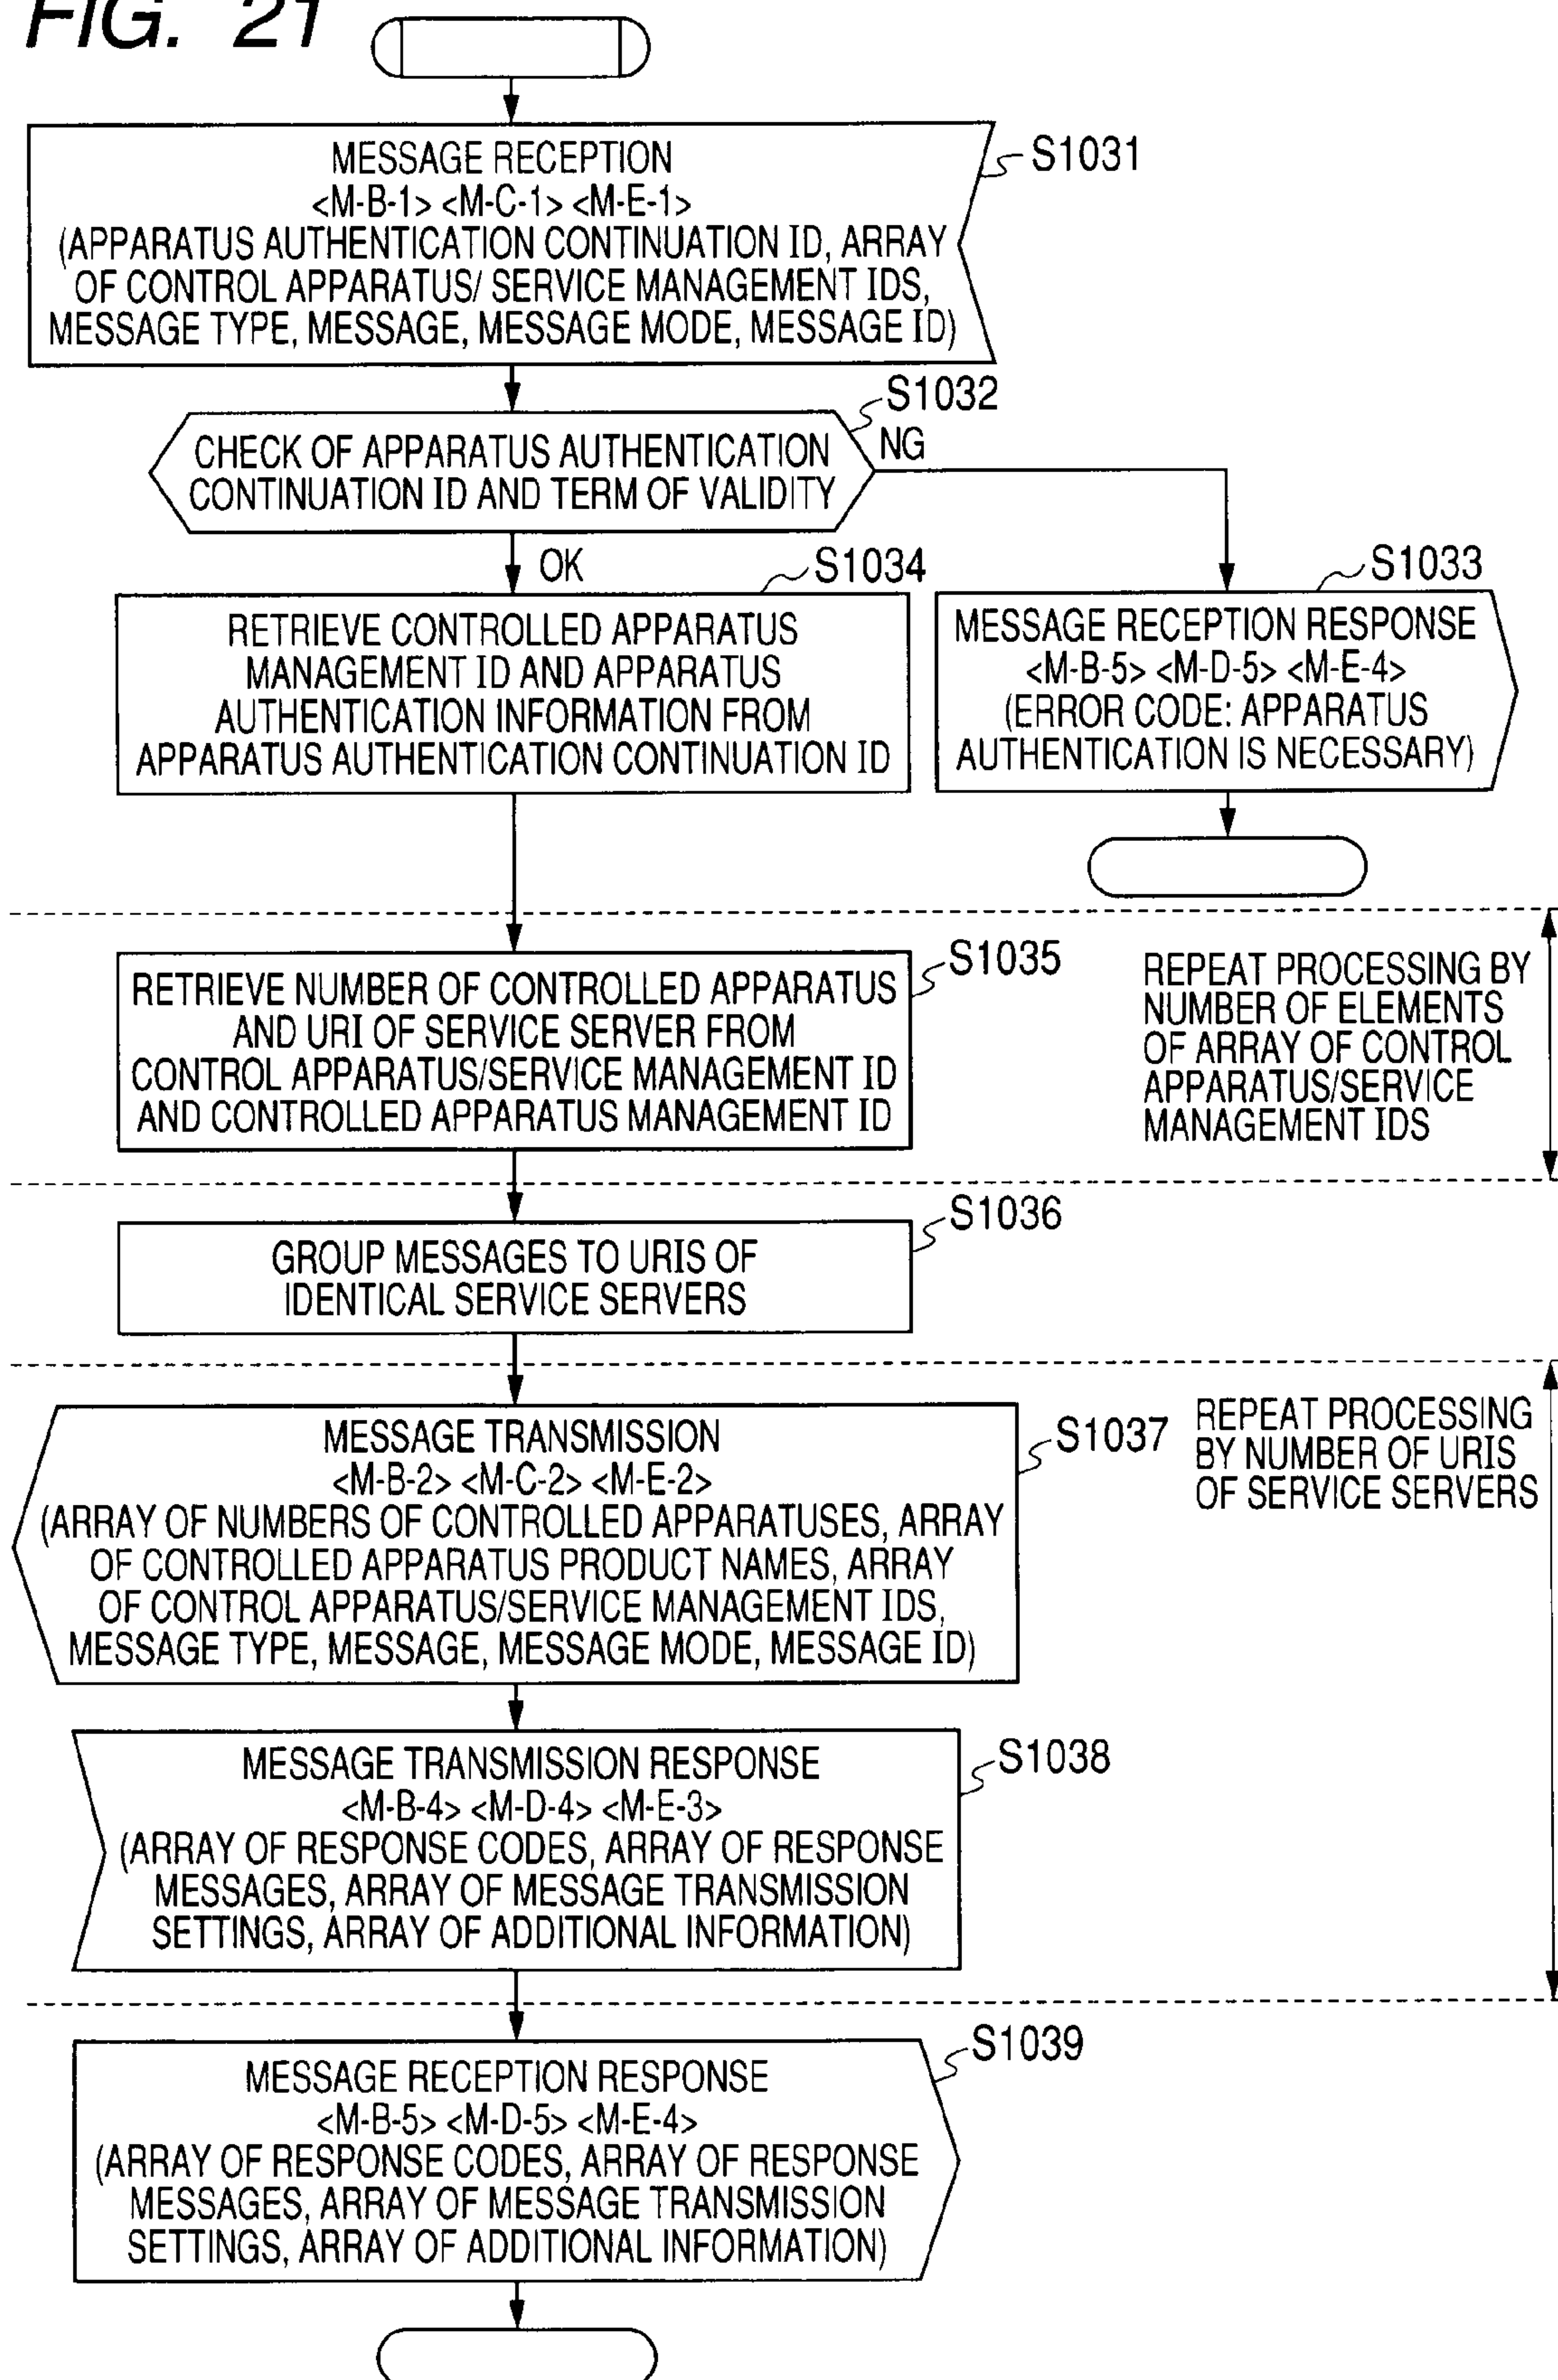 FIG. 21
MESSAGE RECEPTION
<M-B-1> <M-C-1> <M-E-1>
(APPARATUS AUTHENTICATION CONTINUATION ID, ARRAY
OF CONTROL APPARATUS/ SERVICE MANAGEMENT IDS,
MESSAGE TYPE, MESSAGE, MESSAGE MODE, MESSAGE ID)
S1031
CHECK OF APPARATUS AUTHENTICATION
CONTINUATION ID AND TERM OF VALIDITY
S1032
NG
OK
RETRIEVE CONTROLLED APPARATUS
MANAGEMENT ID AND APPARATUS
AUTHENTICATION INFORMATION FROM
APPARATUS AUTHENTICATION CONTINUATION ID
S1034
MESSAGE RECEPTION RESPONSE
<M-B-5> <M-D-5> <M-E-4>
(ERROR CODE: APPARATUS
AUTHENTICATION IS NECESSARY)
S1033
RETRIEVE NUMBER OF CONTROLLED APPARATUS
AND URI OF SERVICE SERVER FROM
CONTROL APPARATUS/SERVICE MANAGEMENT ID
AND CONTROLLED APPARATUS MANAGEMENT ID
S1035
REPEAT PROCESSING BY
NUMBER OF ELEMENTS
OF ARRAY OF CONTROL
APPARATUS/SERVICE
MANAGEMENT IDS
GROUP MESSAGES TO URIS OF
IDENTICAL SERVICE SERVERS
S1036
MESSAGE TRANSMISSION
<M-B-2> <M-C-2> <M-E-2>
(ARRAY OF NUMBERS OF CONTROLLED APPARATUSES, ARRAY
OF CONTROLLED APPARATUS PRODUCT NAMES, ARRAY
OF CONTROL APPARATUS/SERVICE MANAGEMENT IDS,
MESSAGE TYPE, MESSAGE, MESSAGE MODE, MESSAGE ID)
S1037
REPEAT PROCESSING
BY NUMBER OF URIS
OF SERVICE SERVERS
MESSAGE TRANSMISSION RESPONSE
<M-B-4> <M-D-4> <M-E-3>
(ARRAY OF RESPONSE CODES, ARRAY OF RESPONSE
MESSAGES, ARRAY OF MESSAGE TRANSMISSION
SETTINGS, ARRAY OF ADDITIONAL INFORMATION)
S1038
MESSAGE RECEPTION RESPONSE
<M-B-5> <M-D-5> <M-E-4>
(ARRAY OF RESPONSE CODES, ARRAY OF RESPONSE
MESSAGES, ARRAY OF MESSAGE TRANSMISSION
SETTINGS, ARRAY OF ADDITIONAL INFORMATION)
S1039